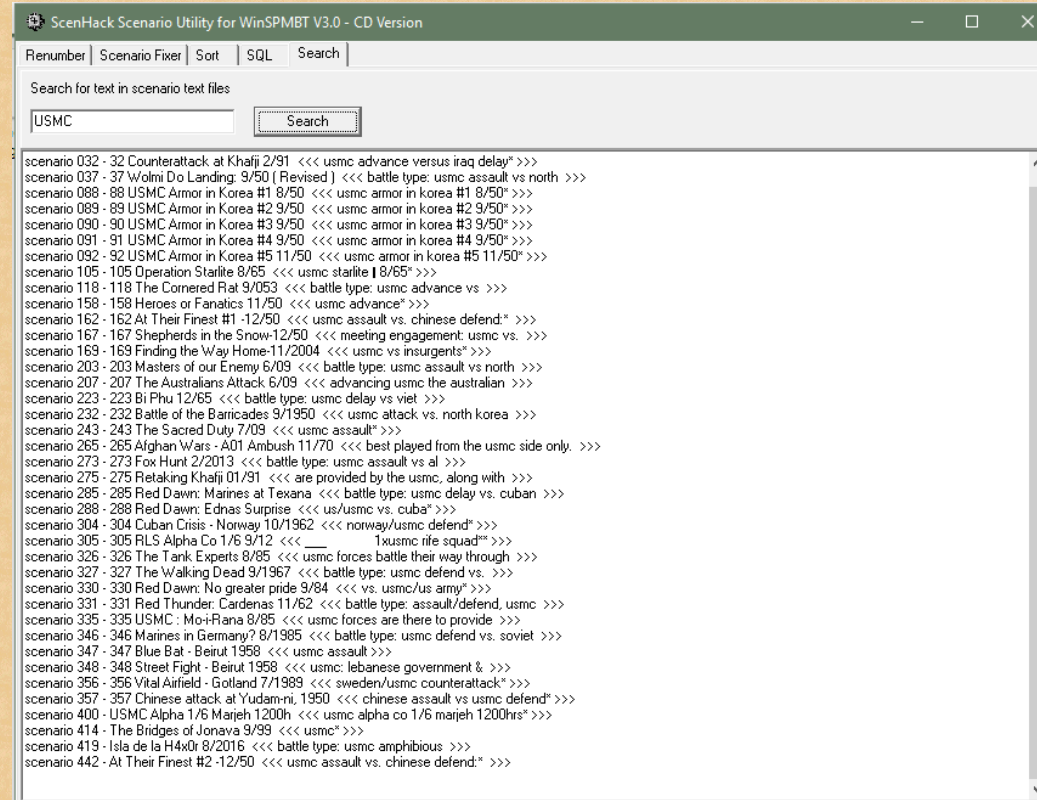 ScenHack Scenario Utility for WinSPMBT V3.0 - CD Version
Renumber Scenario Fixer Sort SQL Search
Search for text in scenario text files
USMC Search
scenario 032 - 32 Counterattack at Khafji 2/91 <<< usmc advance versus iraq delay* >>>
scenario 037 - 37 Wolmi Do Landing: 9/50 ( Revised ) <<< battle type: usmc assault vs north >>>
scenario 088 - 88 USMC Armor in Korea #1 8/50 <<< usmc armor in korea #1 8/50* >>>
scenario 089 - 89 USMC Armor in Korea #2 9/50 <<< usmc armor in korea #2 9/50* >>>
scenario 090 - 90 USMC Armor in Korea #3 9/50 <<< usmc armor in korea #3 9/50* >>>
scenario 091 - 91 USMC Armor in Korea #4 9/50 <<< usmc armor in korea #4 9/50* >>>
scenario 092 - 92 USMC Armor in Korea #5 11/50 <<< usmc armor in korea #5 11/50* >>>
scenario 105 - 105 Operation Starlite 8/65 <<< usmc starlite | 8/65* >>>
scenario 118 - 118 The Cornered Rat 9/053 <<< battle type: usmc advance vs >>>
scenario 158 - 158 Heroes or Fanatics 11/50 <<< usmc advance* >>>
scenario 162 - 162 At Their Finest #1 -12/50 <<< usmc assault vs. chinese defend:* >>>
scenario 167 - 167 Shepherds in the Snow-12/50 <<< meeting engagement: usmc vs. >>>
scenario 169 - 169 Finding the Way Home-11/2004 <<< usmc vs insurgents* >>>
scenario 203 - 203 Masters of our Enemy 6/09 <<< battle type: usmc assault vs north >>>
scenario 207 - 207 The Australians Attack 6/09 <<< advancing usmc the australian >>>
scenario 223 - 223 Bi Phu 12/65 <<< battle type: usmc delay vs viet >>>
scenario 232 - 232 Battle of the Barricades 9/1950 <<< usmc attack vs. north korea >>>
scenario 243 - 243 The Sacred Duty 7/09 <<< usmc assault* >>>
scenario 265 - 265 Afghan Wars - A01 Ambush 11/70 <<< best played from the usmc side only. >>>
scenario 273 - 273 Fox Hunt 2/2013 <<< battle type: usmc assault vs al >>>
scenario 275 - 275 Retaking Khafji 01/91 <<< are provided by the usmc, along with >>>
scenario 285 - 285 Red Dawn: Marines at Texana <<< battle type: usmc delay vs. cuban >>>
scenario 288 - 288 Red Dawn: Ednas Surprise <<< us/usmc vs. cuba* >>>
scenario 304 - 304 Cuban Crisis - Norway 10/1962 <<< norway/usmc defend* >>>
scenario 305 - 305 RLS Alpha Co 1/6 9/12 <<< ___ 1xusmc rife squad** >>>
scenario 326 - 326 The Tank Experts 8/85 <<< usmc forces battle their way through >>>
scenario 327 - 327 The Walking Dead 9/1967 <<< battle type: usmc defend vs. >>>
scenario 330 - 330 Red Dawn: No greater pride 9/84 <<< vs. usmc/us army* >>>
scenario 331 - 331 Red Thunder: Cardenas 11/62 <<< battle type: assault/defend, usmc >>>
scenario 335 - 335 USMC : Mo-i-Rana 8/85 <<< usmc forces are there to provide >>>
scenario 346 - 346 Marines in Germany? 8/1985 <<< battle type: usmc defend vs. soviet >>>
scenario 347 - 347 Blue Bat - Beirut 1958 <<< usmc assault >>>
scenario 348 - 348 Street Fight - Beirut 1958 <<< usmc: lebanese government & >>>
scenario 356 - 356 Vital Airfield - Gotland 7/1989 <<< sweden/usmc counterattack* >>>
scenario 357 - 357 Chinese attack at Yudam-ni, 1950 <<< chinese assault vs usmc defend* >>>
scenario 400 - USMC Alpha 1/6 Marjeh 1200h <<< usmc alpha co 1/6 marjeh 1200hrs* >>>
scenario 414 - The Bridges of Jonava 9/99 <<< usmc* >>>
scenario 419 - Isla de la H4x0r 8/2016 <<< battle type: usmc amphibious >>>
scenario 442 - At Their Finest #2 -12/50 <<< usmc assault vs. chinese defend:* >>>